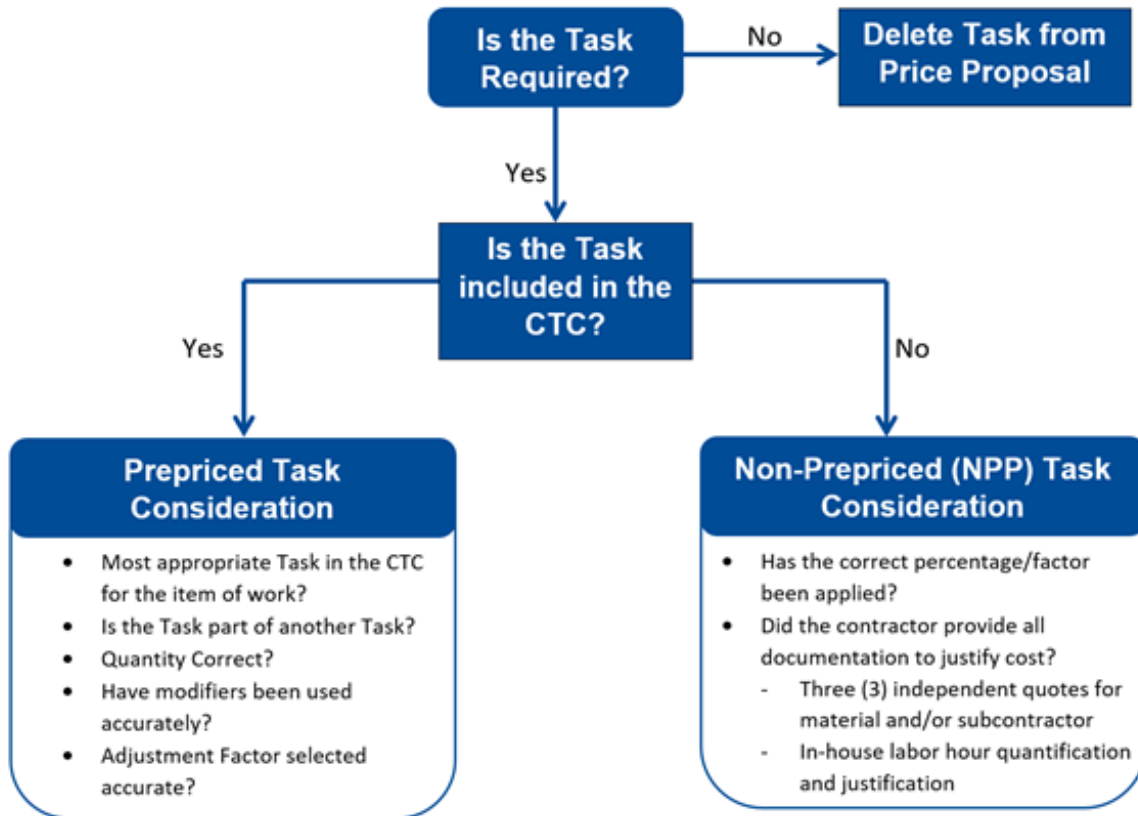 Is the Task
Required?
No
Delete Task from
Price Proposal
Yes
Is the Task
included in the
CTC?
Yes
No
Prepriced Task
Consideration
• Most appropriate Task in the CTC
for the item of work?
• Is the Task part of another Task?
• Quantity Correct?
• Have modifiers been used
accurately?
• Adjustment Factor selected
accurate?
Non-Prepriced (NPP) Task
Consideration
• Has the correct percentage/factor
been applied?
• Did the contractor provide all
documentation to justify cost?
- Three (3) independent quotes for
material and/or subcontractor
- In-house labor hour quantification
and justification